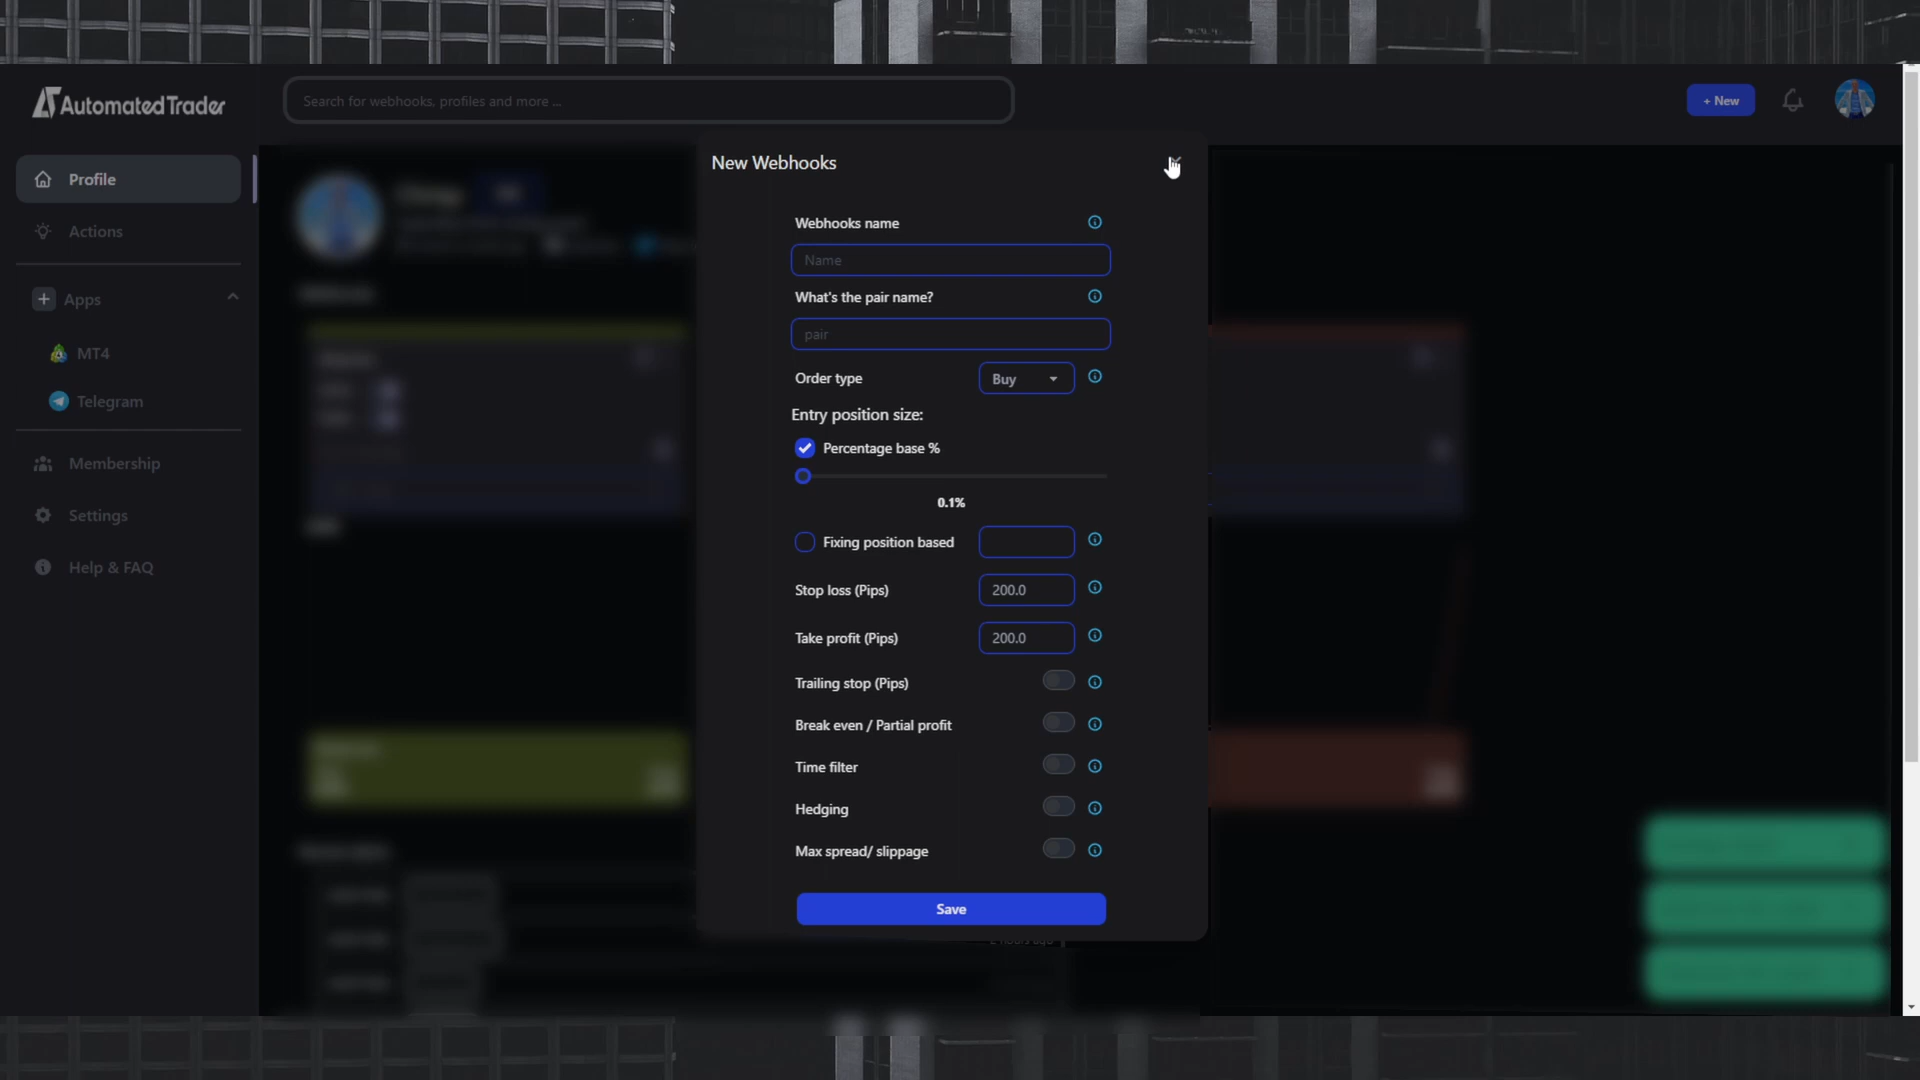 AutomatedTrader
Search for webhooks, profiles and more ...
+ New
Profile
Actions
Apps
MT4
Telegram
Membership
Settings
Help & FAQ
New Webhooks
Webhooks name
Name
What's the pair name?
pair
Order type
Buy
Entry position size:
Percentage base %
0.1%
Fixing position based
Stop loss (Pips)
200.0
Take profit (Pips)
200.0
Trailing stop (Pips)
Break even / Partial profit
Time filter
Hedging
Max spread/ slippage
Save
hours ago